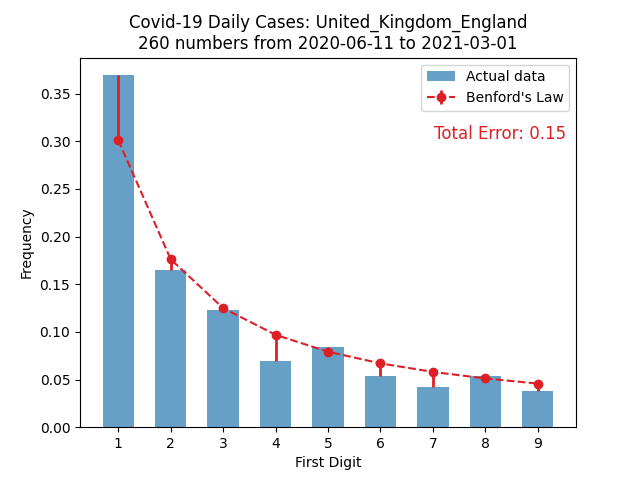 Covid-19 Daily Cases: United_Kingdom_England
260 numbers from 2020-06-11 to 2021-03-01
Actual data
Benford's Law
Total Error: 0.15
0.35
0.30
0.25
0.20
0.15
0.10
0.05
0.00
Frequency
1 2 3 4 5 6 7 8 9
First Digit